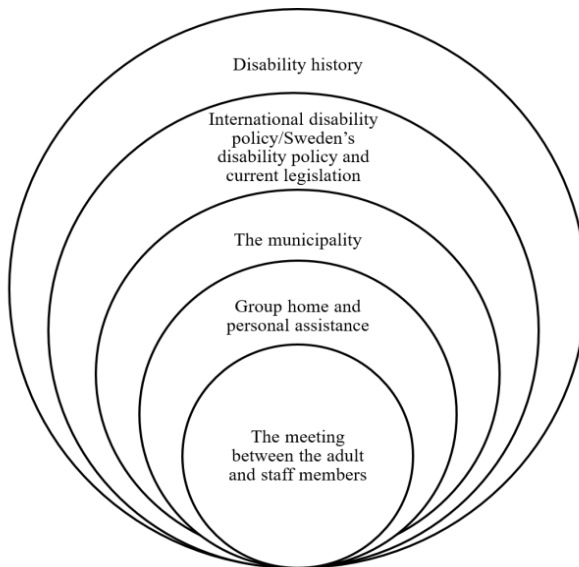 Disability history
International disability
policy/Sweden's
disability policy and
current legislation
The municipality
Group home and
personal assistance
The meeting
between the adult
and staff members